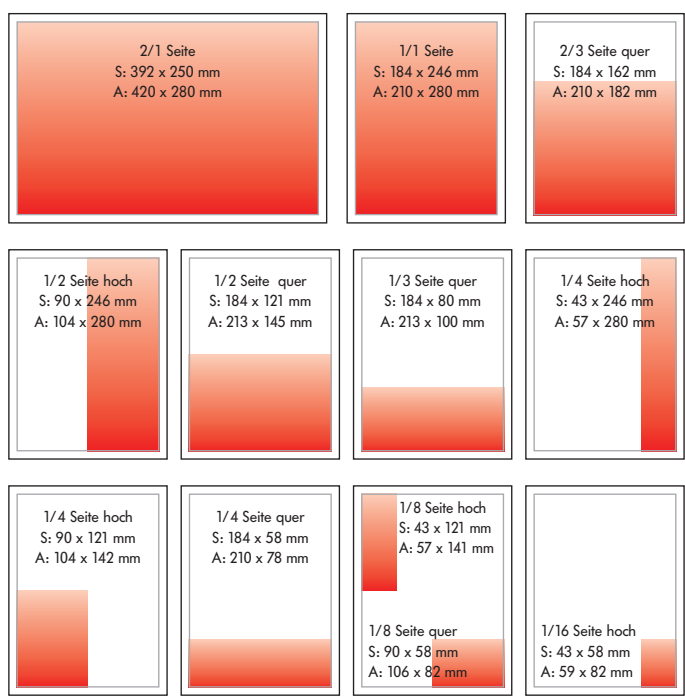 2/1 Seite
S: 392 x 250 mm
A: 420 x 280 mm
1/1 Seite
S: 184 x 246 mm
A: 210 x 280 mm
2/3 Seite quer
S: 184 x 162 mm
A: 210 x 182 mm
1/2 Seite hoch
S: 90 x 246 mm
A: 104 x 280 mm
1/2 Seite quer
S: 184 x 121 mm
A: 213 x 145 mm
1/3 Seite quer
S: 184 x 80 mm
A: 213 x 100 mm
1/4 Seite hoch
S: 43 x 246 mm
A: 57 x 280 mm
1/4 Seite hoch
S: 90 x 121 mm
A: 104 x 142 mm
1/4 Seite quer
S: 184 x 58 mm
A: 210 x 78 mm
1/8 Seite hoch
S: 43 x 121 mm
A: 57 x 141 mm
1/8 Seite quer
S: 90 x 58 mm
A: 106 x 82 mm
1/16 Seite hoch
S: 43 x 58 mm
A: 59 x 82 mm